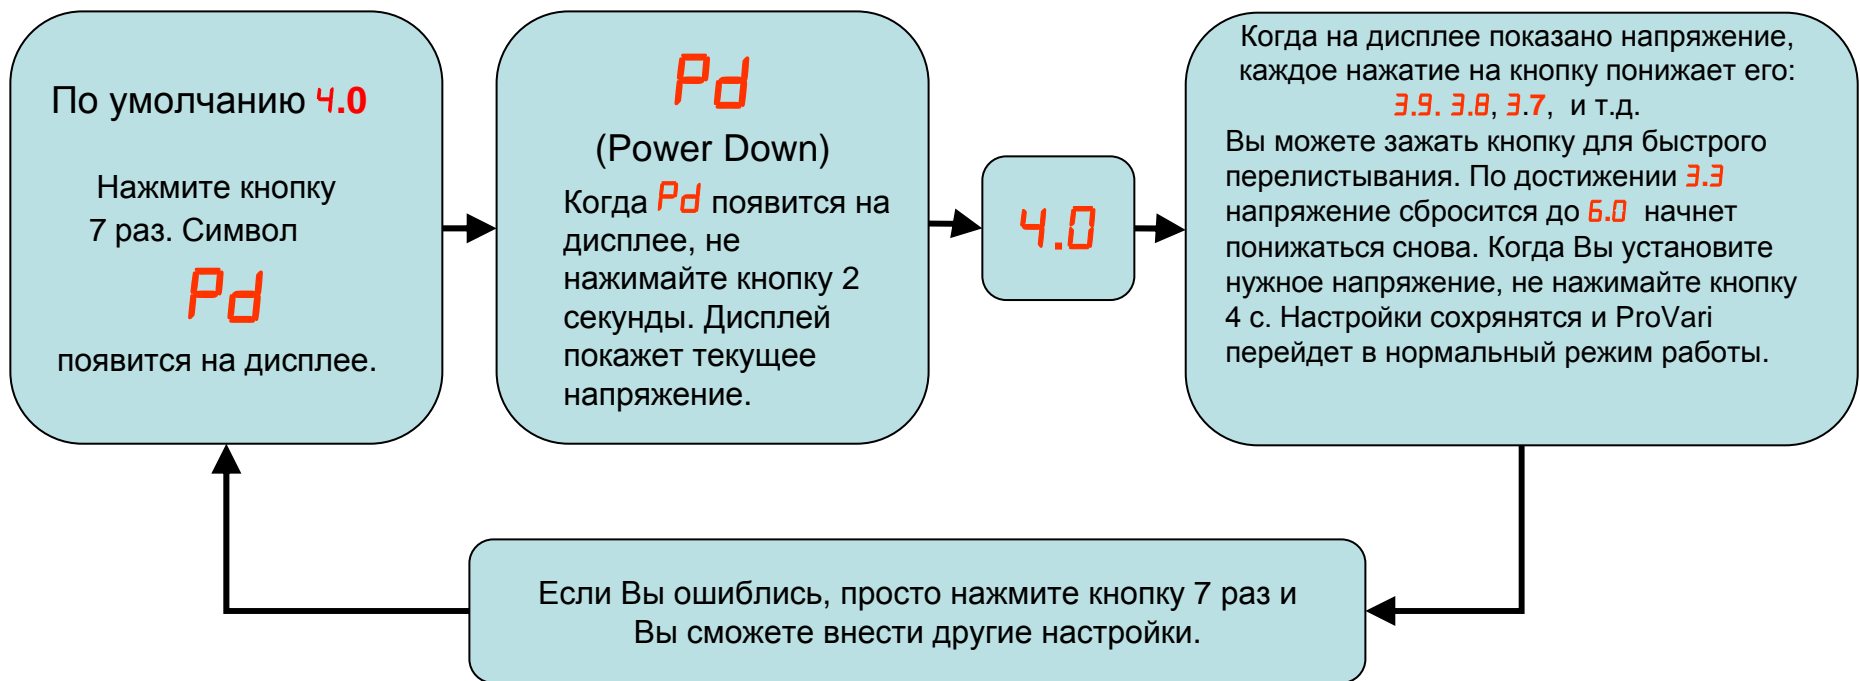 По умолчанию 4.0
Нажмите кнопку
7 раз. Символ
Pd
появится на дисплее.
Pd
(Power Down)
Когда Pd появится на
дисплее, не
нажимайте кнопку 2
секунды. Дисплей
покажет текущее
напряжение.
4.0
Когда на дисплее показано напряжение,
каждое нажатие на кнопку понижает его:
3.9. 3.8, 3.7, и т.д.
Вы можете зажать кнопку для быстрого
перелистывания. По достижении 3.3
напряжение сбросится до 6.0 начнет
понижаться снова. Когда Вы установите
нужное напряжение, не нажимайте кнопку
4 с. Настройки сохрянятся и ProVari
перейдет в нормальный режим работы.
Если Вы ошиблись, просто нажмите кнопку 7 раз и
Вы сможете внести другие настройки.